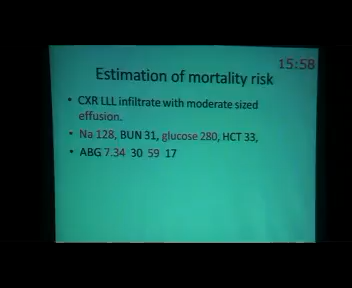 15:58
Estimation of mortality risk
• CXR LLL infiltrate with moderate sized
effusion.
• Na 128, BUN 31, glucose 280, HCT 33,
• ABG 7.34 30 59 17